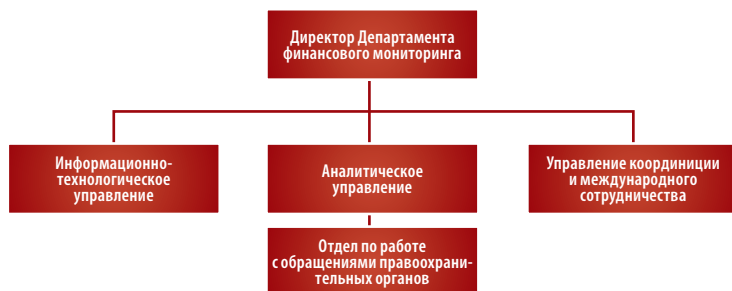 Директор Департамента
финансового мониторинга
Информационно-
технологическое
управление
Аналитическое
управление
Управление координиции
и международного
сотрудничества
Отдел по работе
с обращениями правоохрани-
тельных органов